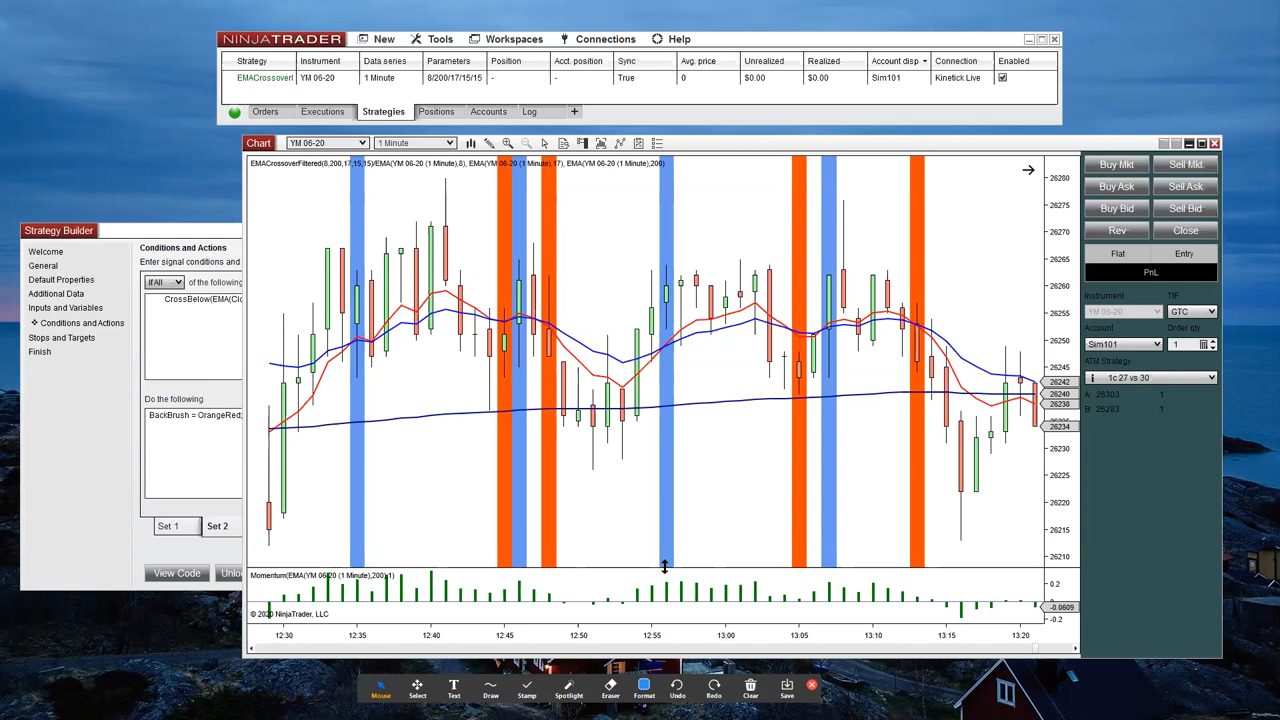 NINJATRADER New Tools Workspaces Connections Help
Strategy Instrument Data series Parameters Position Acct. position Sync Avg. price Unrealized Realized Account disp Connection Enabled
EMACrossoverI YM 06-20 1 Minute 8/200/17/15/15 - - True 0 $0.00 $0.00 Sim101 Kinetick Live
Orders Executions Strategies Positions Accounts Log +
Chart YM 06-20 1 Minute
EMACrossoverFiltered(8,200,17,15,15)/EMA(YM 06-20 (1 Minute),8), EMA(YM 06-20 (1 Minute),17), EMA(YM 06-20 (1 Minute),200)
26280
26275
26270
26265
26260
26255
26250
26245
26242
26240
26238
26234
26230
26225
26220
26215
26210
Momentum(EMA(YM 06-20 (1 Minute),200),1)
0.2
-0.0609
-0.2
© 2020 NinjaTrader, LLC
12:30 12:35 12:40 12:45 12:50 12:55 13:00 13:05 13:10 13:15 13:20
Buy Mkt Sell Mkt
Buy Ask Sell Ask
Buy Bid Sell Bid
Rev Close
Flat Entry
PnL
Instrument TIF
YM 06-20 GTC
Account Order qty
Sim101 1
ATM Strategy
1c 27 vs 30
A: 26303 1
B: 26283 1
Strategy Builder
Welcome
General
Default Properties
Additional Data
Inputs and Variables
Conditions and Actions
Stops and Targets
Finish
Conditions and Actions
Enter signal conditions and
If All of the following
CrossBelow(EMA(Clo
Do the following
BackBrush = OrangeRed;
Set 1 Set 2
View Code Unlo
Mouse Select Text Draw Stamp Spotlight Eraser Format Undo Redo Clear Save